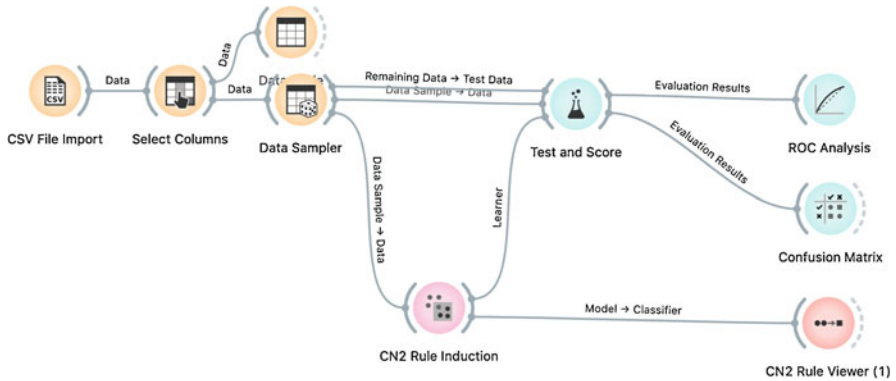 Data
Data
Data
Remaining Data → Test Data
Data Sample → Data
Evaluation Results
Evaluation Results
CSV
CSV File Import
Select Columns
Data Sampler
Test and Score
ROC Analysis
Data Sample → Data
Learner
Confusion Matrix
Model → Classifier
CN2 Rule Induction
CN2 Rule Viewer (1)